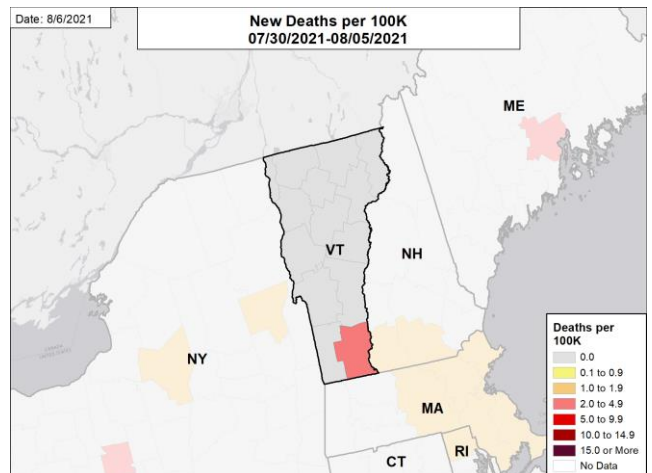 Date: 8/6/2021
New Deaths per 100K
07/30/2021-08/05/2021
ME
VT
NH
NY
MA
CT
RI
Deaths per
100K
0.0
0.1 to 0.9
1.0 to 1.9
2.0 to 4.9
5.0 to 9.9
10.0 to 14.9
15.0 or More
No Data